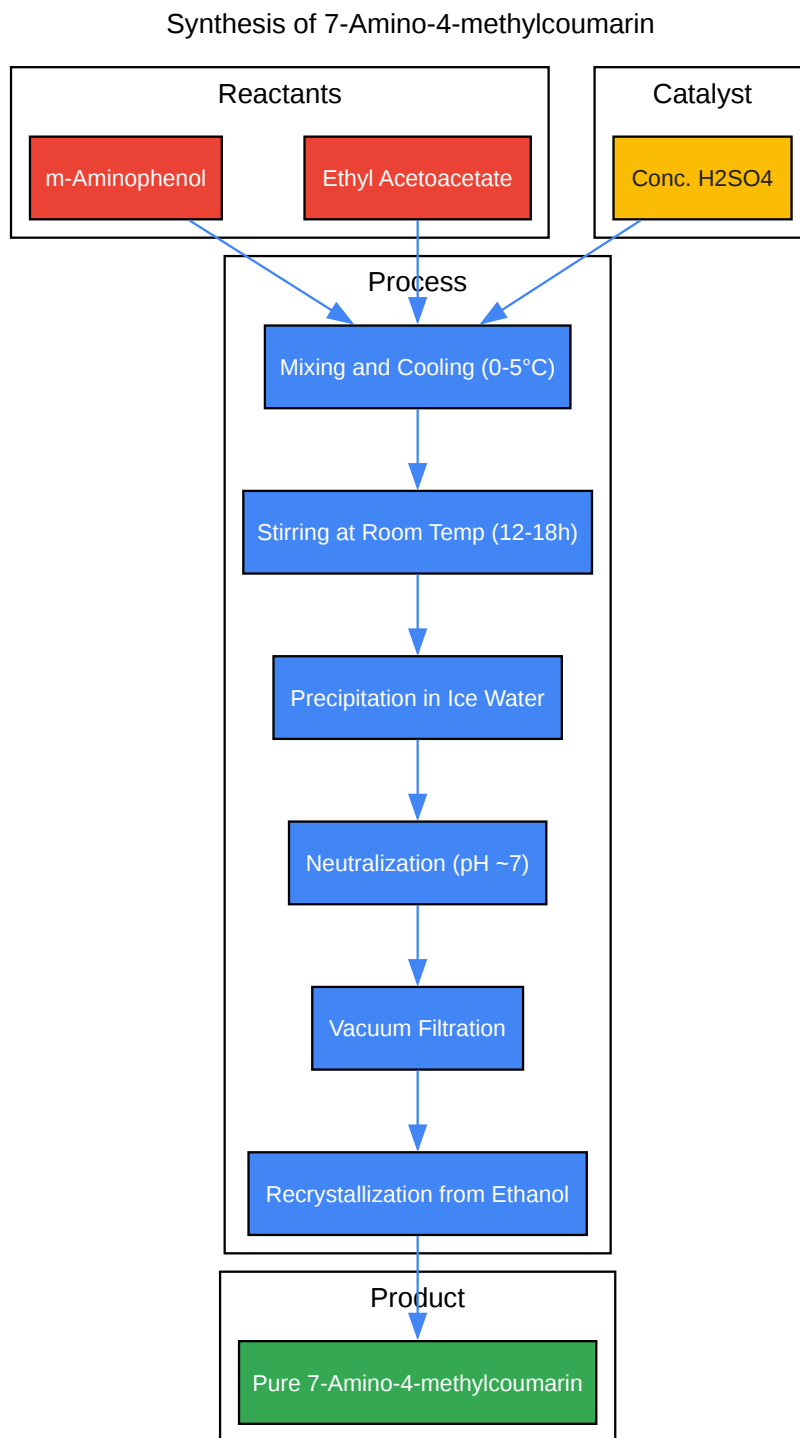 Synthesis of 7-Amino-4-methylcoumarin
Reactants
Catalyst
m-Aminophenol
Ethyl Acetoacetate
Conc. H2SO4
Process
Mixing and Cooling (0-5°C)
Stirring at Room Temp (12-18h)
Precipitation in Ice Water
Neutralization (pH ~7)
Vacuum Filtration
Recrystallization from Ethanol
Product
Pure 7-Amino-4-methylcoumarin